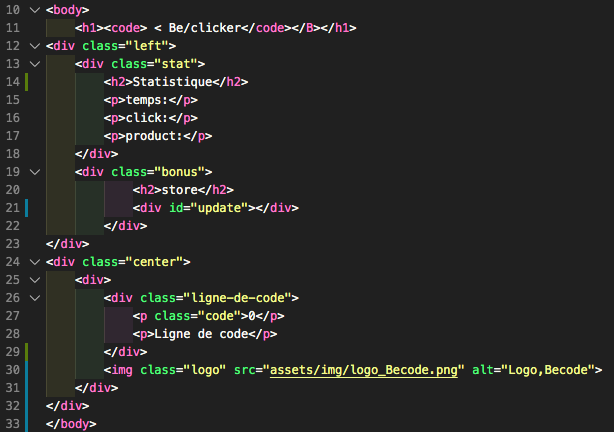 10 <body>
11 <h1><code> < Be/clicker</code></B></h1>
12 <div class="left">
13 <div class="stat">
14 <h2>Statistique</h2>
15 <p>temps:</p>
16 <p>click:</p>
17 <p>product:</p>
18 </div>
19 <div class="bonus">
20 <h2>store</h2>
21 <div id="update"></div>
22 </div>
23 </div>
24 <div class="center">
25 <div>
26 <div class="ligne-de-code">
27 <p class="code">0</p>
28 <p>Ligne de code</p>
29 </div>
30 <img class="logo" src="assets/img/logo_Becode.png" alt="Logo,Becode">
31 </div>
32 </div>
33 </body>